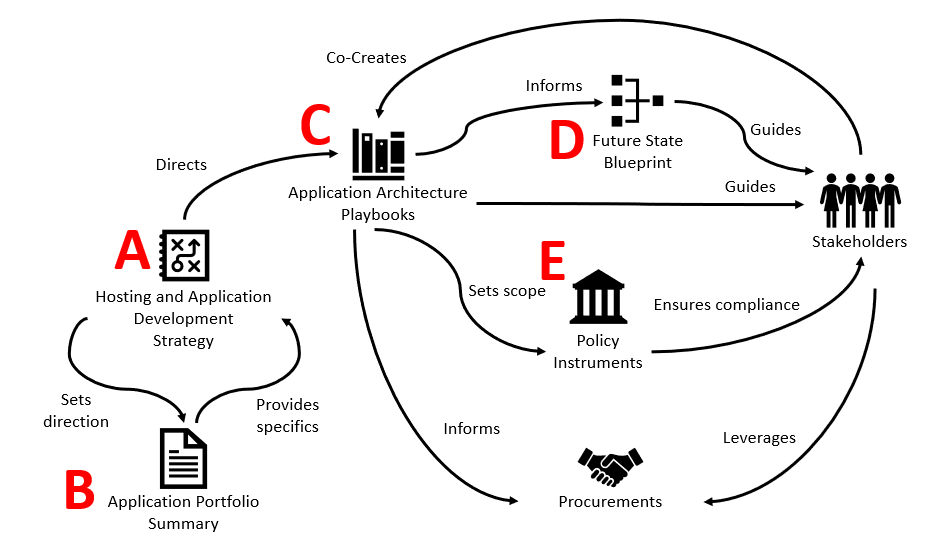 Co-Creates
Informs
C
D
Future State
Blueprint
Guides
Directs
Application Architecture
Playbooks
Guides
Stakeholders
A
Hosting and Application
Development
Strategy
E
Sets scope
Policy
Instruments
Ensures compliance
Sets
direction
Provides
specifics
Informs
Leverages
B
Application Portfolio
Summary
Procurements